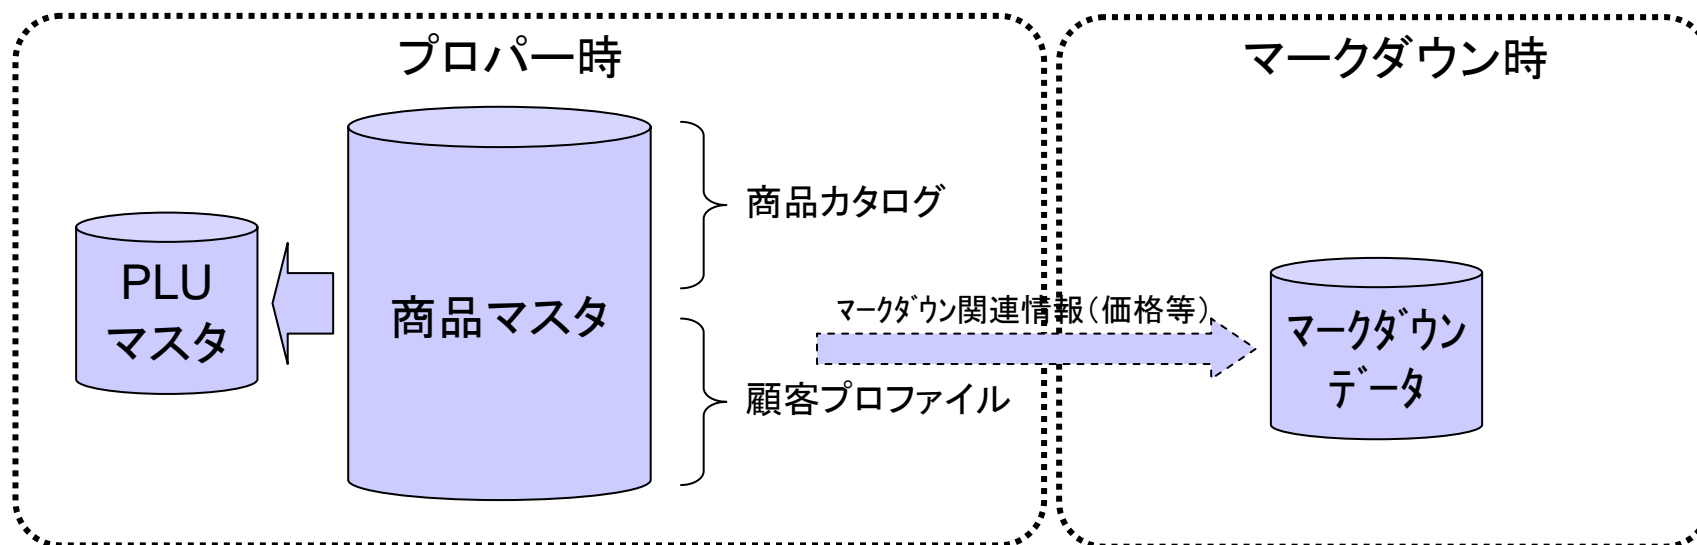 プロパー時
マークダウン時
商品カタログ
PLU
マスタ
商品マスタ
ﾏｰｸﾀﾞｳﾝ関連情報(価格等)
ﾏｰｸﾀﾞｳﾝ
ﾃﾞｰﾀ
顧客プロファイル